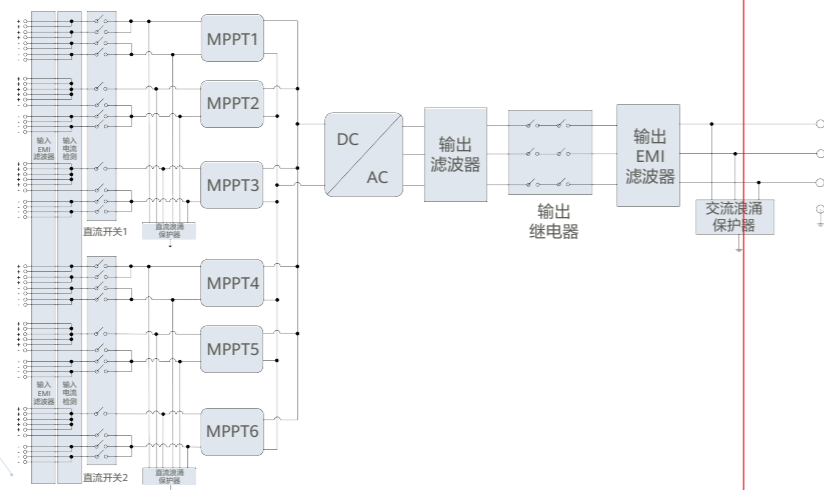 MPPT1
MPPT2
输入
EMI
滤波器
输入
电流
检测
MPPT3
直流开关1
直流浪涌
保护器
DC
AC
输出
滤波器
输出
继电器
输出
EMI
滤波器
交流浪涌
保护器
MPPT4
MPPT5
输入
EMI
滤波器
输入
电流
检测
MPPT6
直流开关2
直流浪涌
保护器